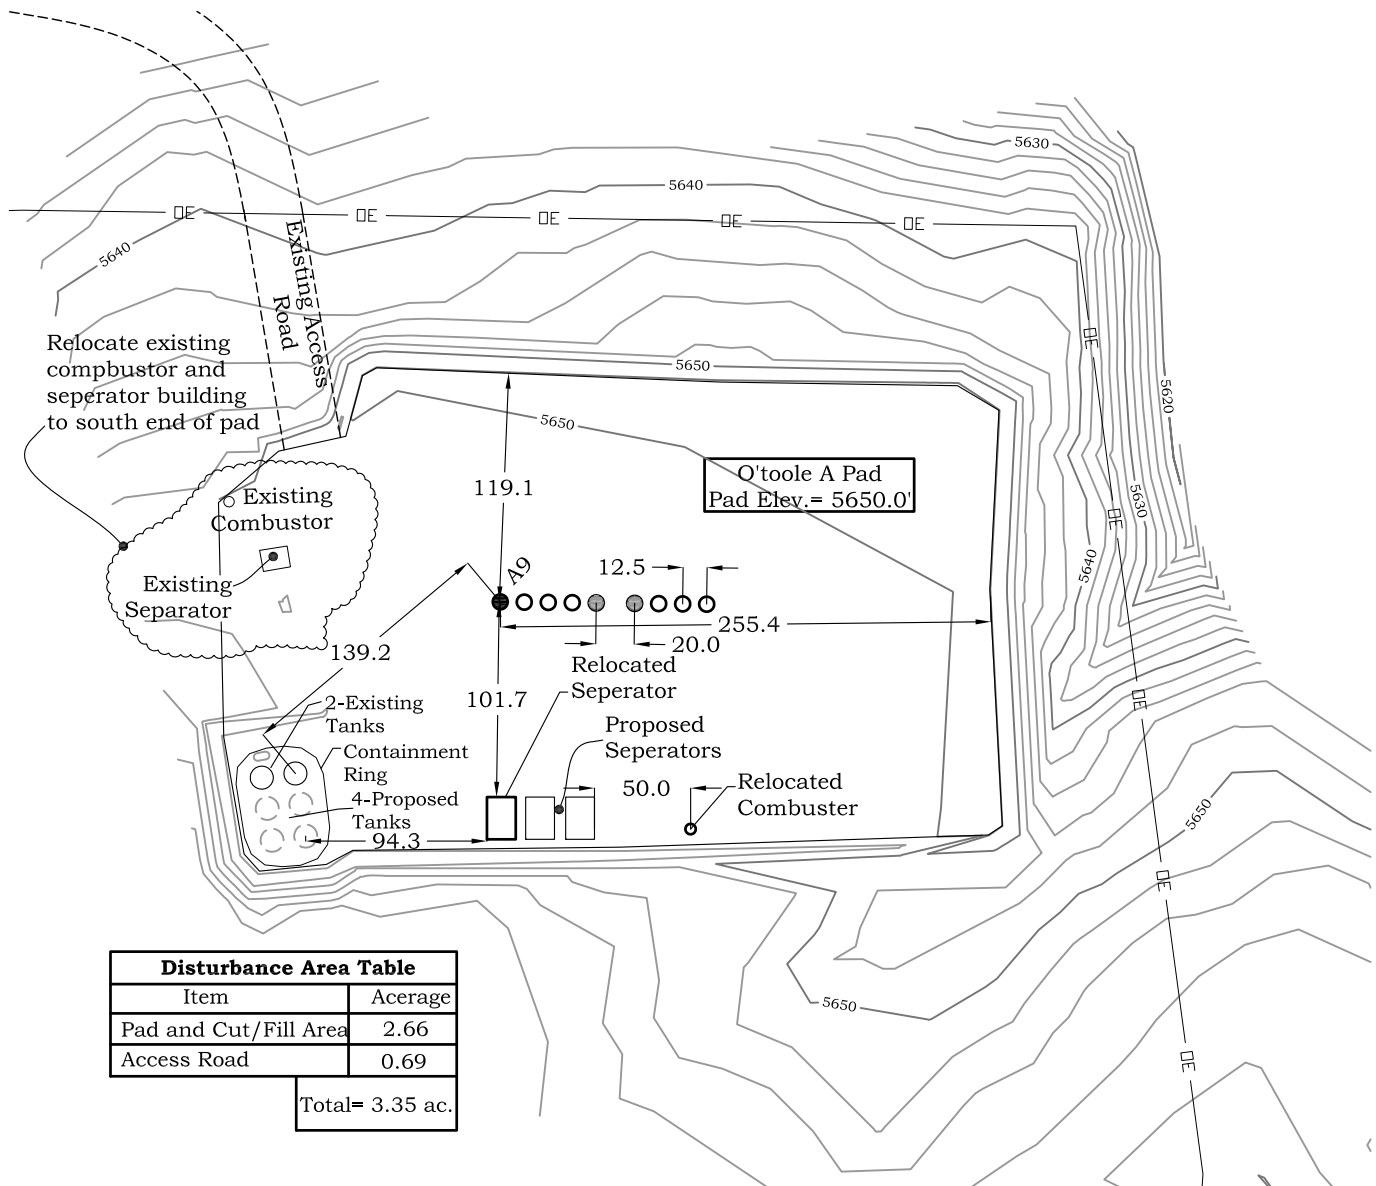 5630
5640
OE OE OE OE OE
5640
Existing Access
Road
OE
Relocate existing
compbustor and
seperator building
to south end of pad
5650
5620
5650
O'toole A Pad
Pad Elev.= 5650.0'
119.1
Existing
Combustor
5630
OE
5640
A9
12.5
Existing
Separator
255.4
20.0
139.2
Relocated
Seperator
101.7
OE
2-Existing
Tanks
Proposed
Seperators
Containment
Ring
50.0
Relocated
Combuster
4-Proposed
Tanks
94.3
5650
OE
Disturbance Area Table
Item Acerage
Pad and Cut/Fill Area 2.66
Access Road 0.69
Total= 3.35 ac.
5650
OE